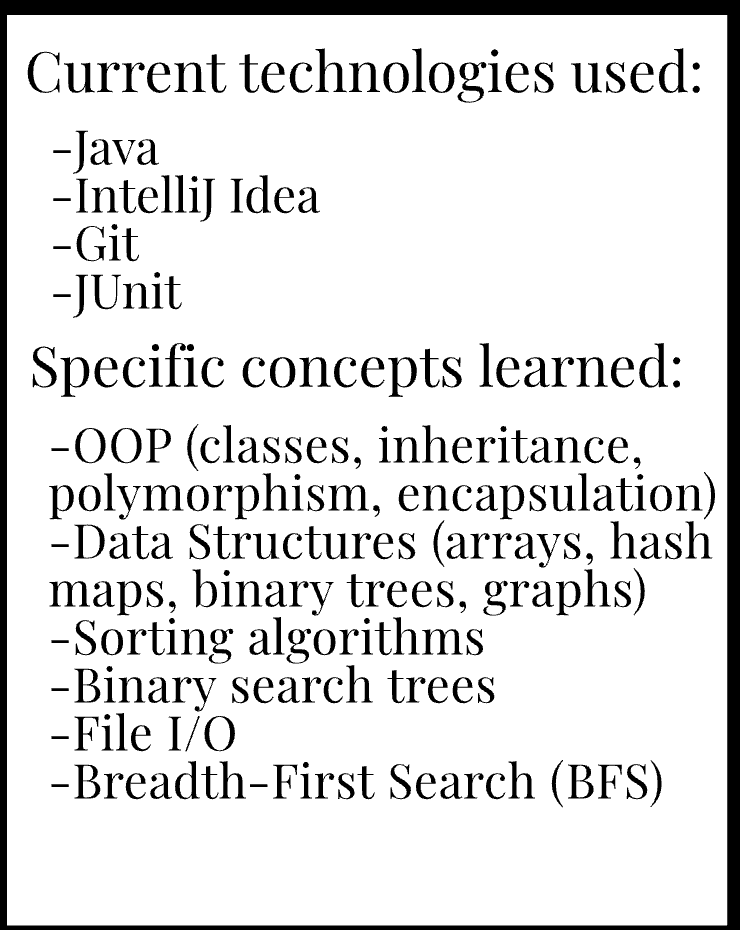 Current technologies used:
-Java
-IntelliJ Idea
-Git
-JUnit
Specific concepts learned:
-OOP (classes, inheritance,
polymorphism, encapsulation)
-Data Structures (arrays, hash
maps, binary trees, graphs)
-Sorting algorithms
-Binary search trees
-File I/O
-Breadth-First Search (BFS)